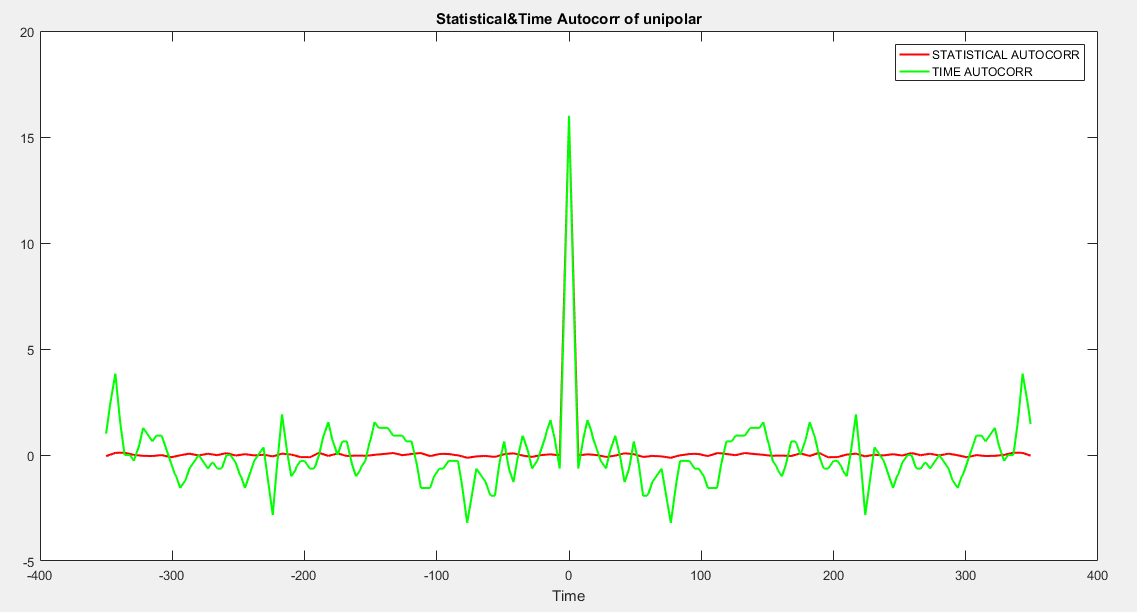 Statistical&Time Autocorr of unipolar
STATISTICAL AUTOCORR
TIME AUTOCORR
20
15
10
5
0
-5
-400 -300 -200 -100 0 100 200 300 400
Time